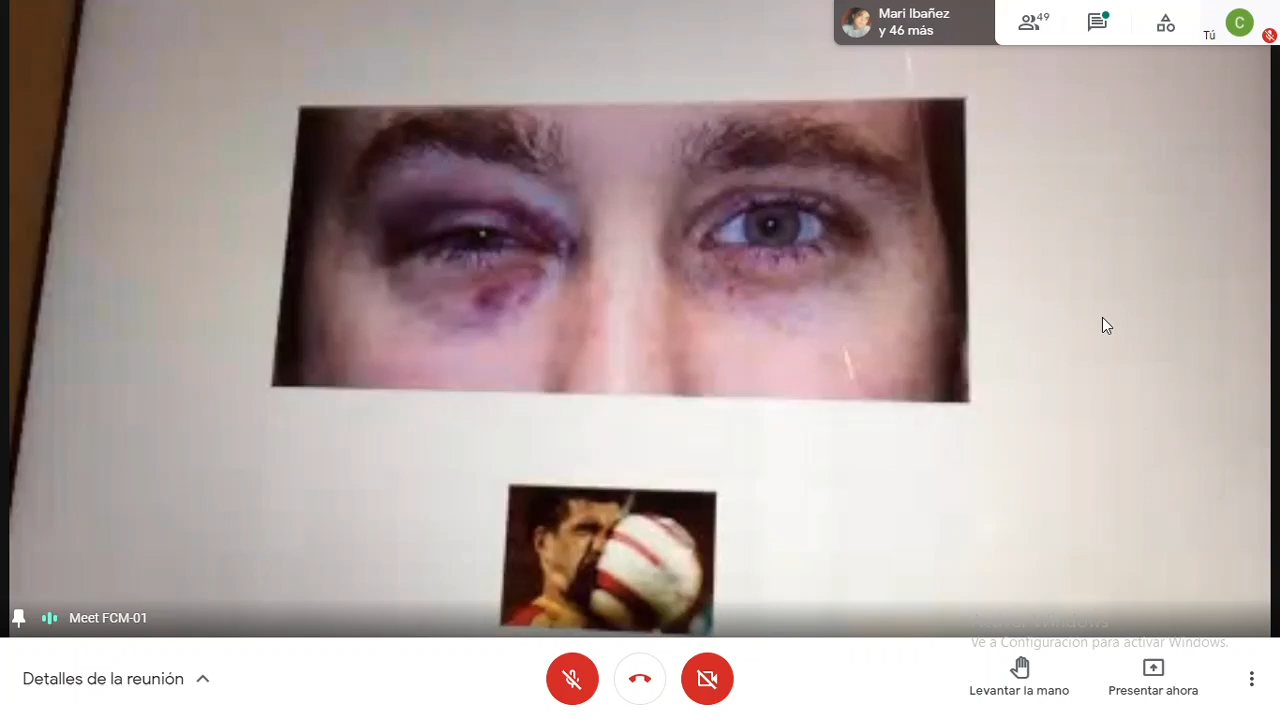 Mari Ibañez
y 46 más
49
Tú
C
Meet FCM-01
Ve a Configuración para activar Windows.
Detalles de la reunión
Levantar la mano
Presentar ahora